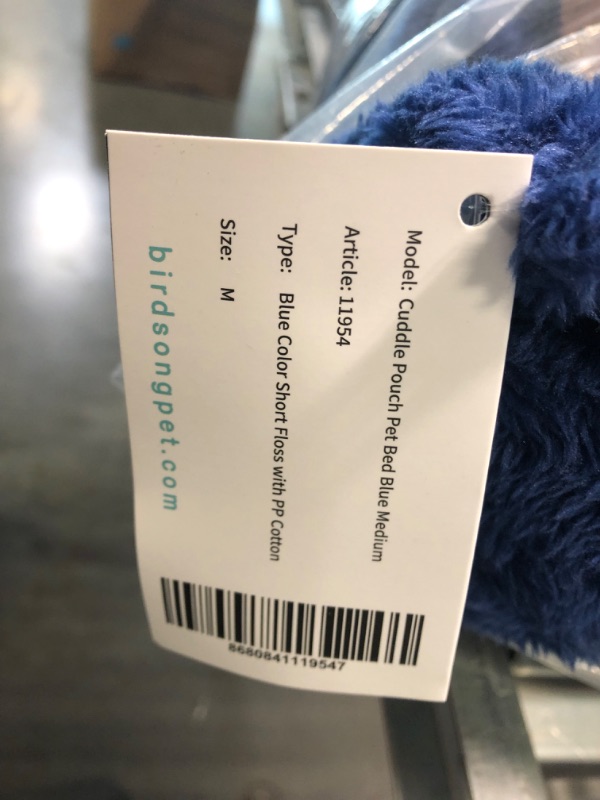 Model: Cuddle Pouch Pet Bed Blue Medium
Article: 11954
Type: Blue Color Short Floss with PP Cotton
Size: M
birdsongpet.com
8680841119547